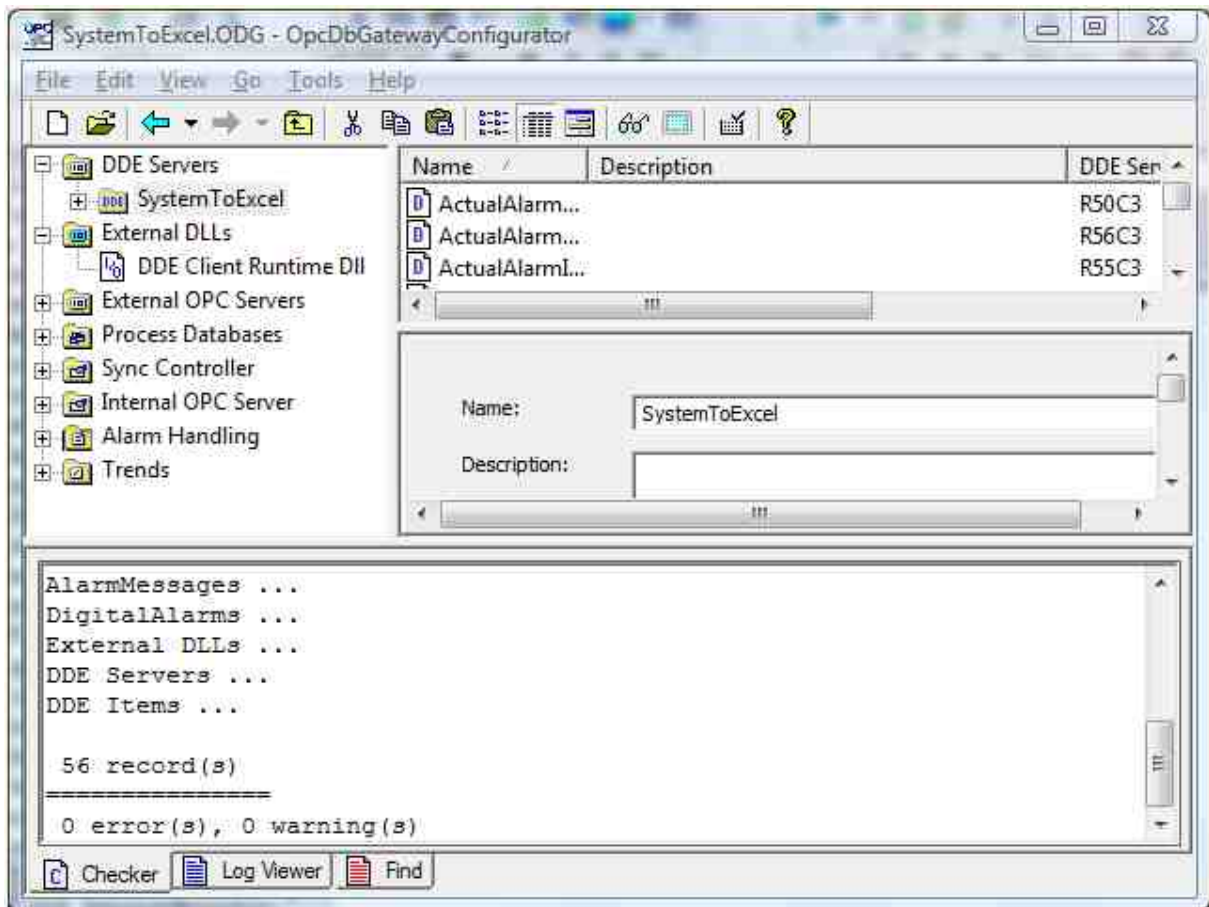 SystemToExcel.ODG - OpcDbGatewayConfigurator
File Edit View Go Tools Help
DDE Servers
SystemToExcel
External DLLs
DDE Client Runtime Dll
External OPC Servers
Process Databases
Sync Controller
Internal OPC Server
Alarm Handling
Trends
Name Description DDE Ser
ActualAlarm... R50C3
ActualAlarm... R56C3
ActualAlarmI... R55C3
Name: SystemToExcel
Description:
AlarmMessages ...
DigitalAlarms ...
External DLLs ...
DDE Servers ...
DDE Items ...
56 record(s)
===============
0 error(s), 0 warning(s)
Checker Log Viewer Find